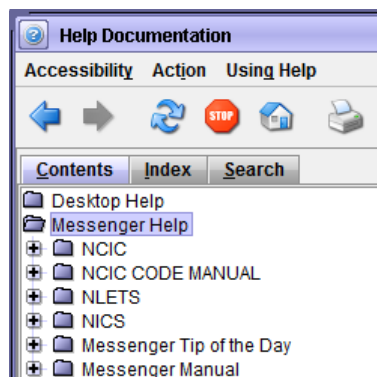 Help Documentation
Accessibility Action Using Help
STOP
Contents Index Search
Desktop Help
Messenger Help
NCIC
NCIC CODE MANUAL
NLETS
NICS
Messenger Tip of the Day
Messenger Manual